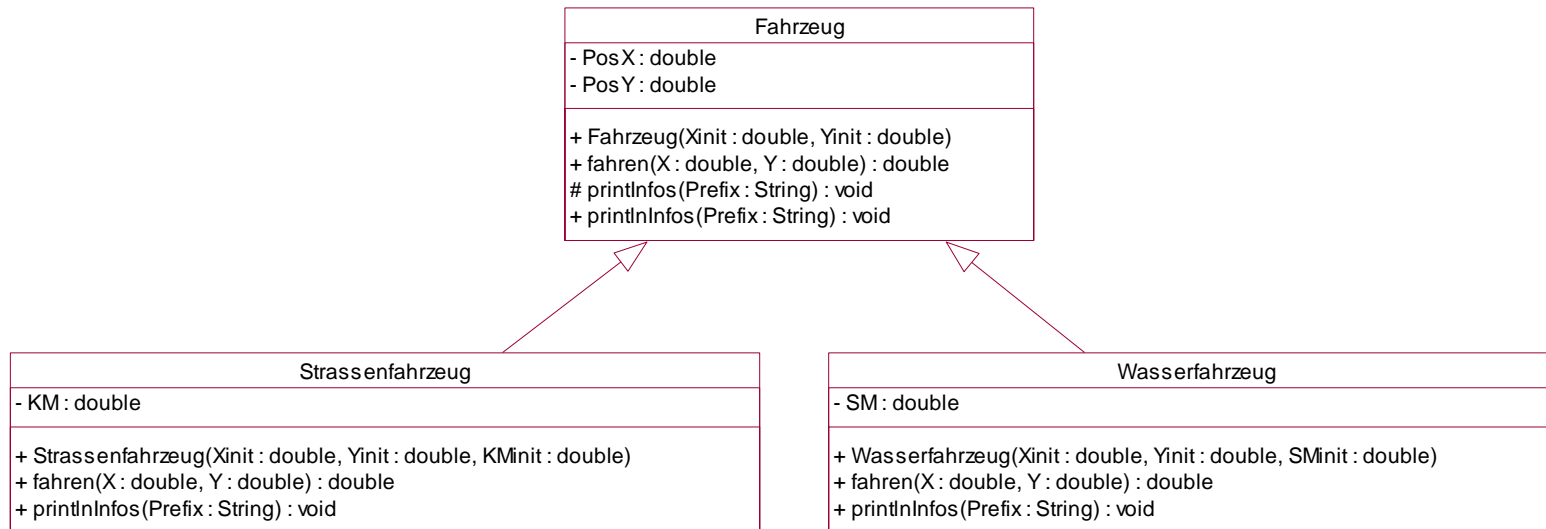 Fahrzeug
- PosX : double
- PosY : double
+ Fahrzeug(Xinit : double, Yinit : double)
+ fahren(X : double, Y : double) : double
# printInfos(Prefix : String) : void
+ printlnInfos(Prefix : String) : void
Strassenfahrzeug
- KM : double
+ Strassenfahrzeug(Xinit : double, Yinit : double, KMinit : double)
+ fahren(X : double, Y : double) : double
+ printlnInfos(Prefix : String) : void
Wasserfahrzeug
- SM : double
+ Wasserfahrzeug(Xinit : double, Yinit : double, SMinit : double)
+ fahren(X : double, Y : double) : double
+ printlnInfos(Prefix : String) : void